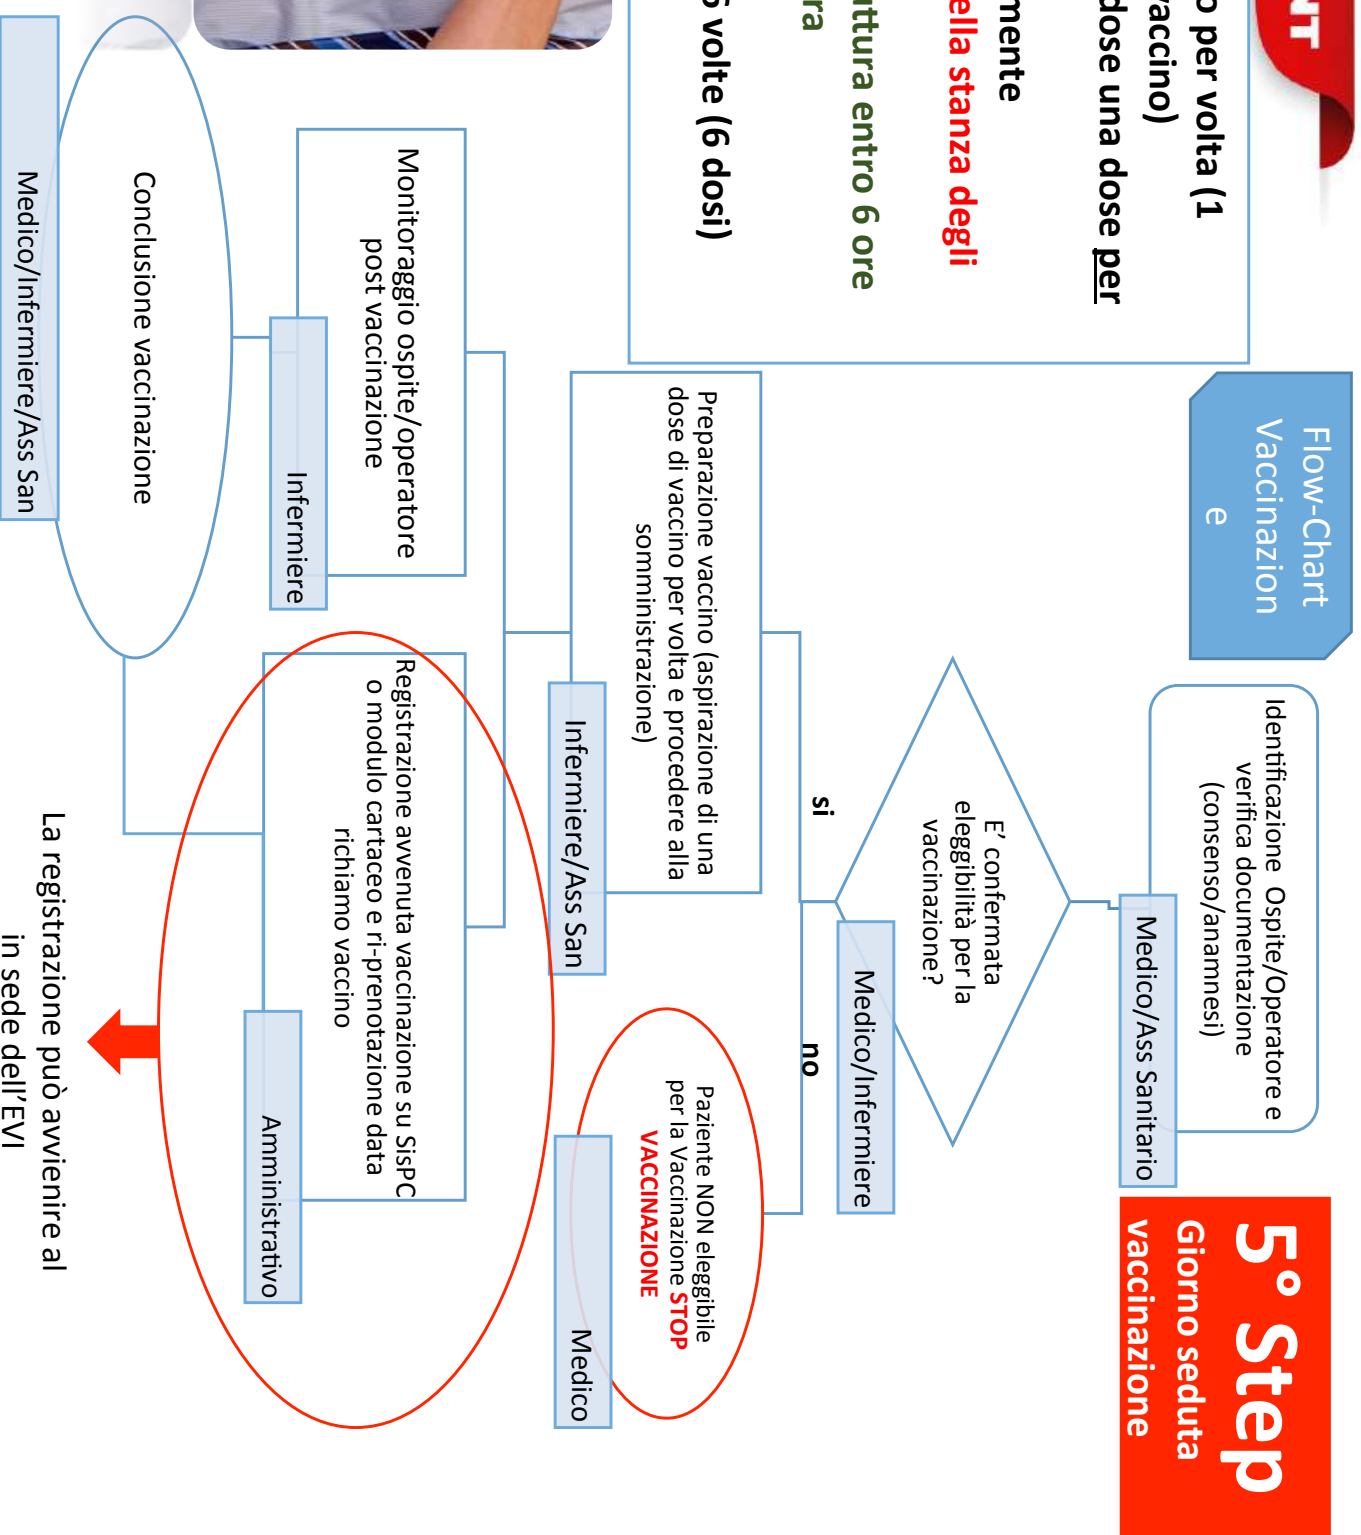 NT
o per volta (1
vaccino)
dose una dose per
mente
ella stanza degli
uttura entro 6 ore
ra
6 volte (6 dosi)
Flow-Chart
Vaccinazion
e
5° Step
Giorno seduta
vaccinazione
Identificazione Ospite/Operatore e
verifica documentazione
(consenso/anamnesi)
Medico/Ass Sanitario
E’ confermata
eleggibilità per la
vaccinazione?
Medico/Infermiere
si
no
Preparazione vaccino (aspirazione di una
dose di vaccino per volta e procedere alla
somministrazione)
Infermiere/Ass San
Paziente NON eleggibile
per la Vaccinazione STOP
VACCINAZIONE
Medico
Monitoraggio ospite/operatore
post vaccinazione
Infermiere
Registrazione avvenuta vaccinazione su SisPC
o modulo cartaceo e ri-prenotazione data
richiamo vaccino
Amministrativo
Conclusione vaccinazione
Medico/Infermiere/Ass San
La registrazione può avvenire al
in sede dell’EVI